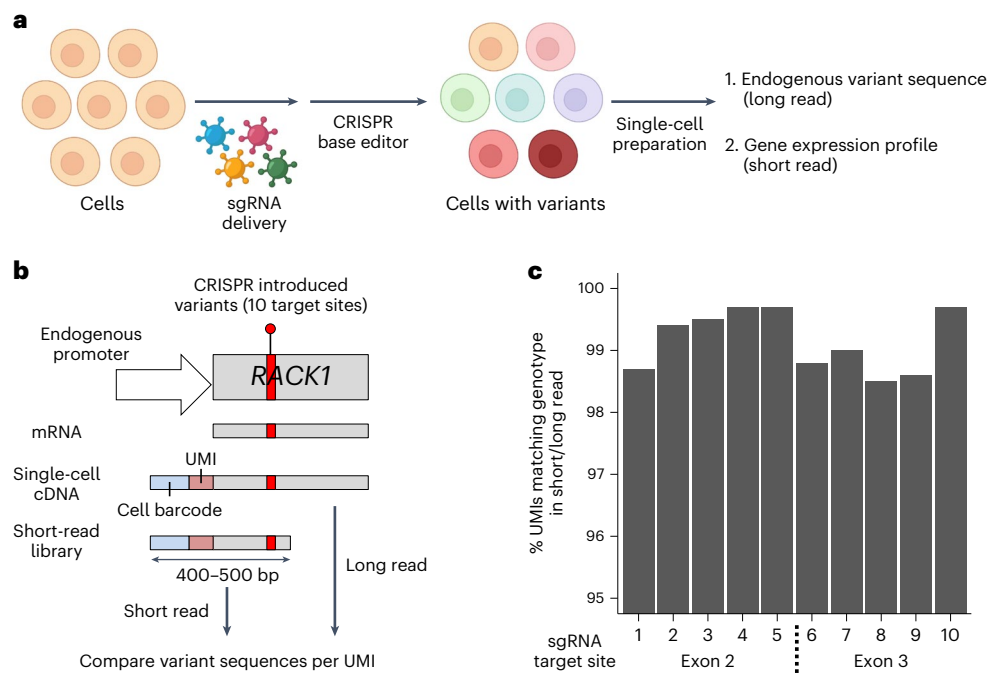 a
Cells
sgRNA
delivery
CRISPR
base editor
Cells with variants
Single-cell
preparation
1. Endogenous variant sequence
(long read)
2. Gene expression profile
(short read)
b
CRISPR introduced
variants (10 target sites)
Endogenous
promoter
RACK1
mRNA
UMI
Single-cell
cDNA
Cell barcode
Short-read
library
400–500 bp
Short read
Long read
Compare variant sequences per UMI
c
% UMIs matching genotype
in short/long read
100
99
98
97
96
95
sgRNA
target site
1 2 3 4 5 6 7 8 9 10
Exon 2
Exon 3